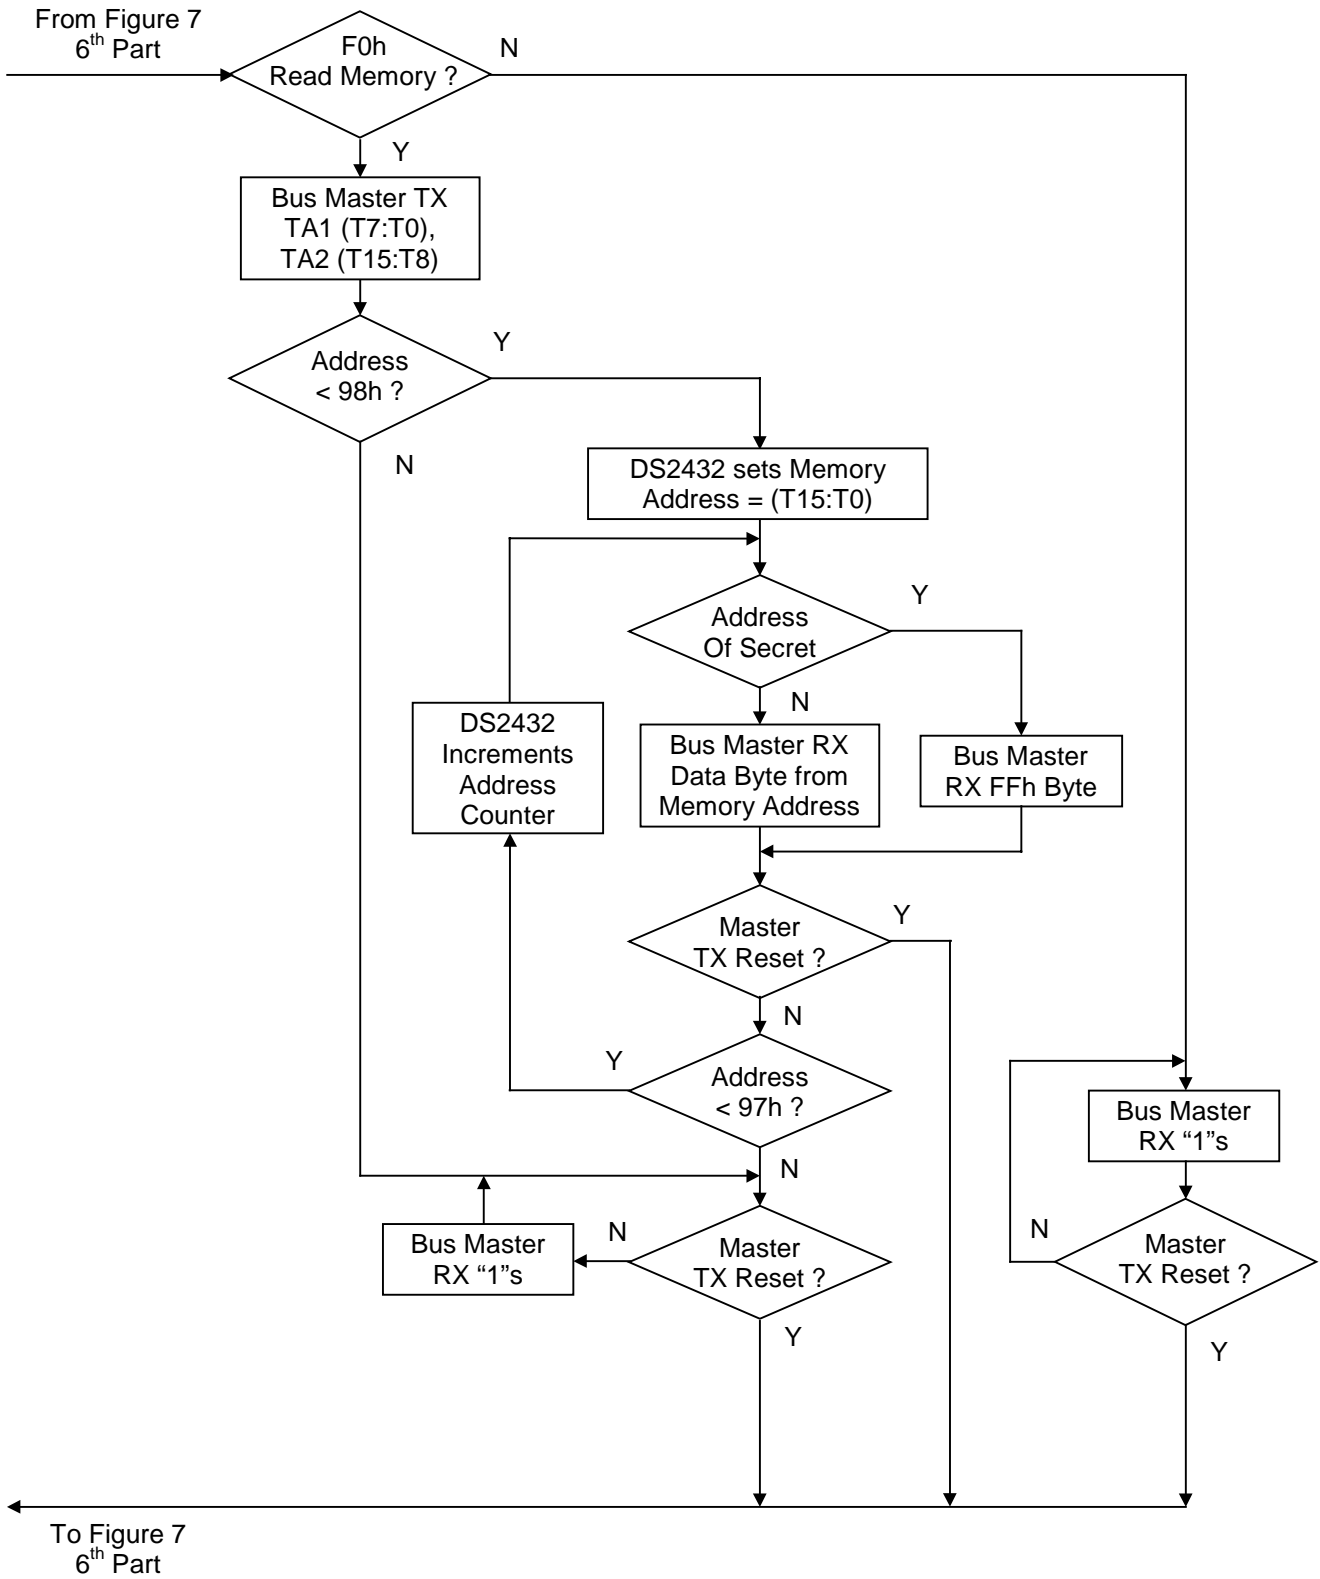 From Figure 7
6th Part
F0h
Read Memory ?
N
Y
Bus Master TX
TA1 (T7:T0),
TA2 (T15:T8)
Address
< 98h ?
Y
N
DS2432 sets Memory
Address = (T15:T0)
Address
Of Secret
Y
N
DS2432
Increments
Address
Counter
Bus Master RX
Data Byte from
Memory Address
Bus Master
RX FFh Byte
Master
TX Reset ?
Y
N
Address
< 97h ?
Y
N
Bus Master
RX “1”s
Master
TX Reset ?
N
Y
Bus Master
RX “1”s
Master
TX Reset ?
N
Y
To Figure 7
6th Part